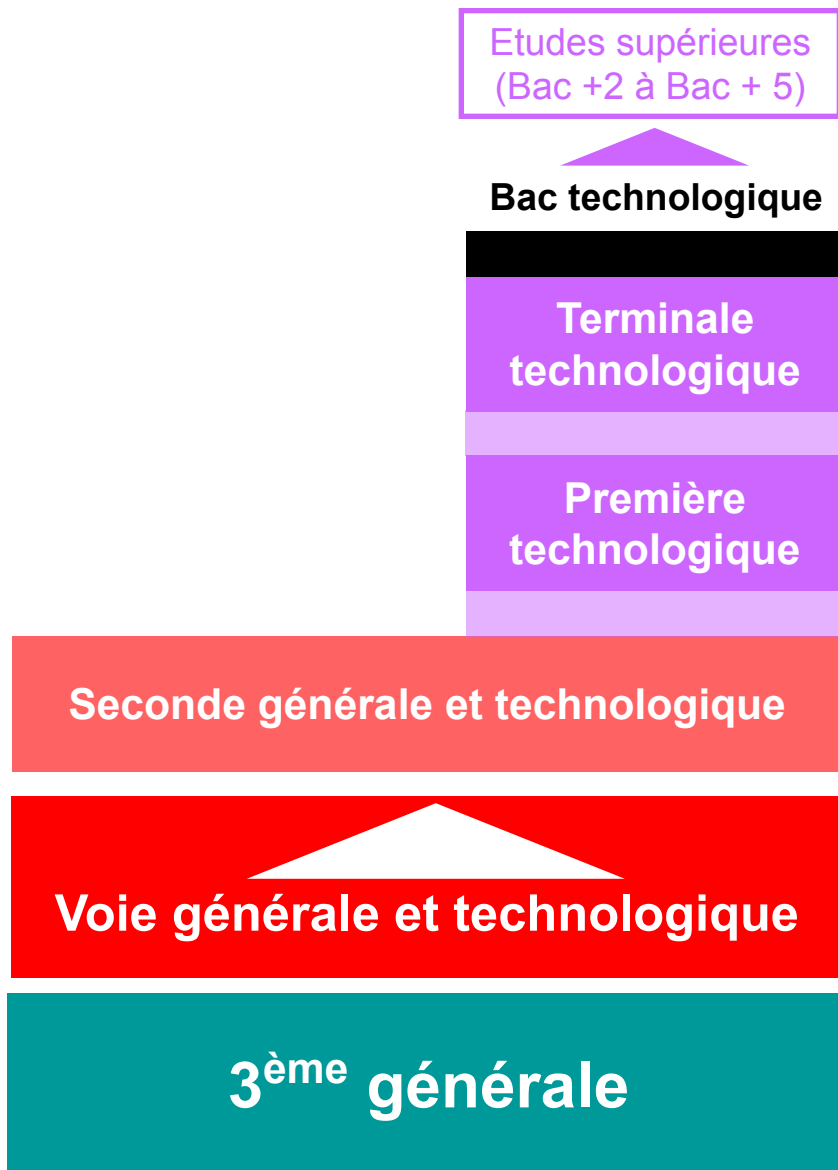 Etudes supérieures
(Bac +2 à Bac + 5)
Bac technologique
Terminale
technologique
Première
technologique
Seconde générale et technologique
Voie générale et technologique
3ème générale